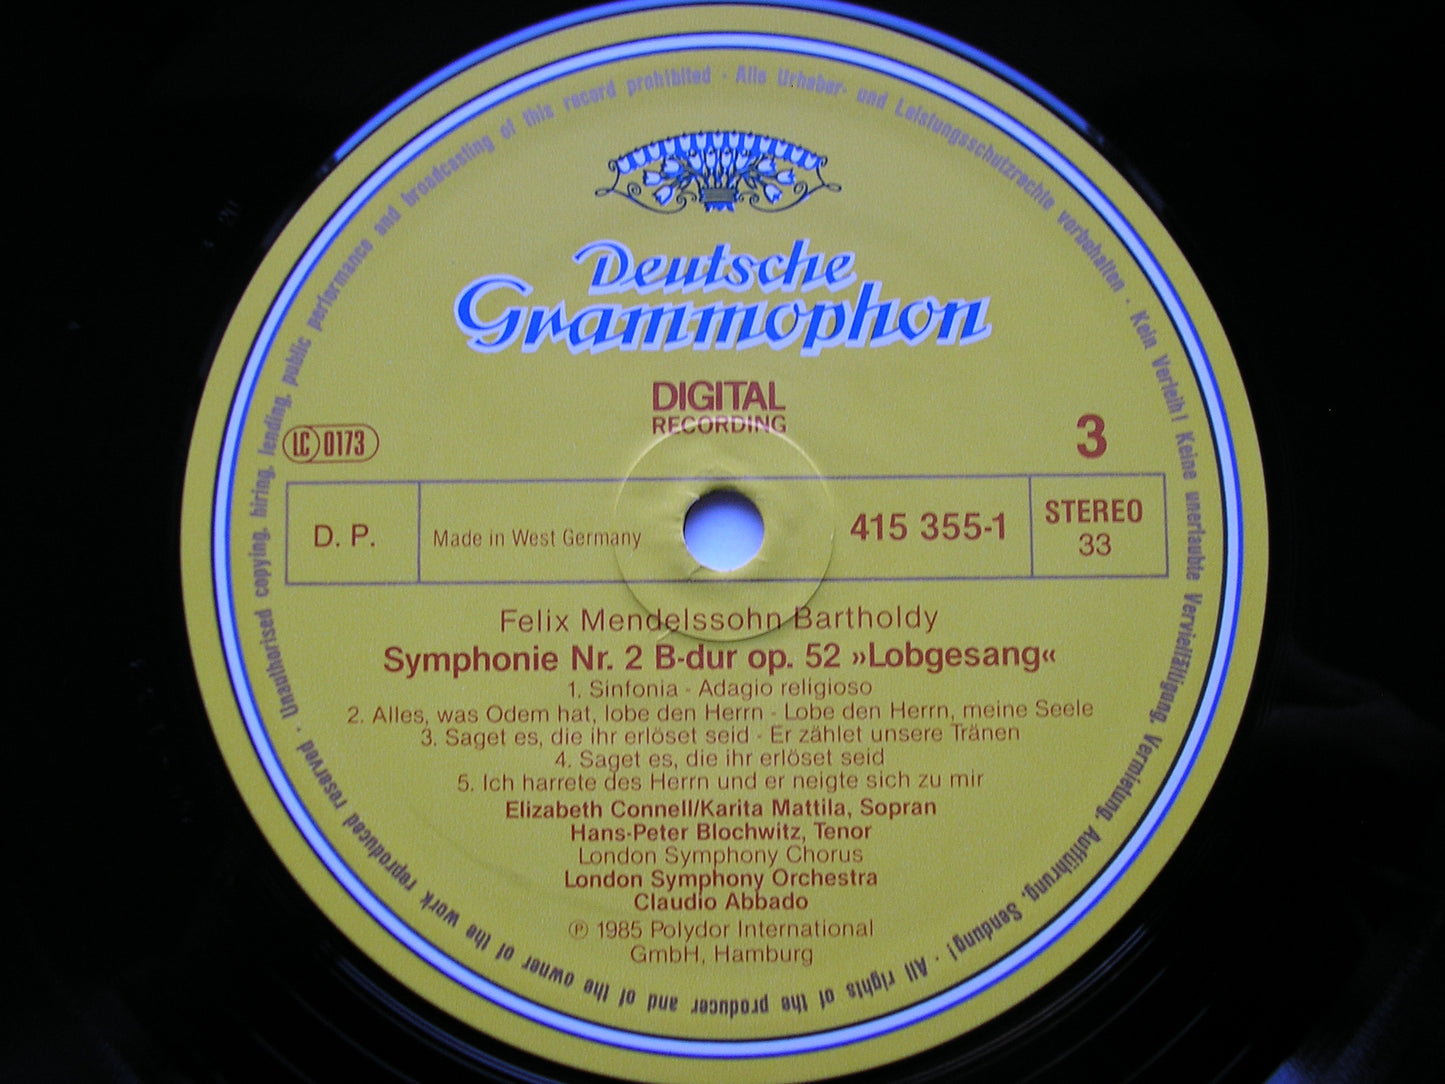 Deutsche
Grammophon
DIGITAL
RECORDING
LC 0173
3
D. P.
Made in West Germany
415 355-1
STEREO
33
Felix Mendelssohn Bartholdy
Symphonie Nr. 2 B-dur op. 52 »Lobgesang«
1. Sinfonia - Adagio religioso
2. Alles, was Odem hat, lobe den Herrn - Lobe den Herrn, meine Seele
3. Saget es, die ihr erlöset seid - Er zählet unsere Tränen
4. Saget es, die ihr erlöset seid
5. Ich harrete des Herrn und er neigte sich zu mir
Elizabeth Connell/Karita Mattila, Sopran
Hans-Peter Blochwitz, Tenor
London Symphony Chorus
London Symphony Orchestra
Claudio Abbado
℗ 1985 Polydor International
GmbH, Hamburg
Alle Urheber- und Leistungsschutzrechte vorbehalten · Kein Verleih! Keine unerlaubte Vervielfältigung, Vermietung, Aufführung, Sendung! · All rights of the producer and of the owner of the work reproduced reserved · Unauthorised copying, hiring, lending, public performance and broadcasting of this record prohibited ·